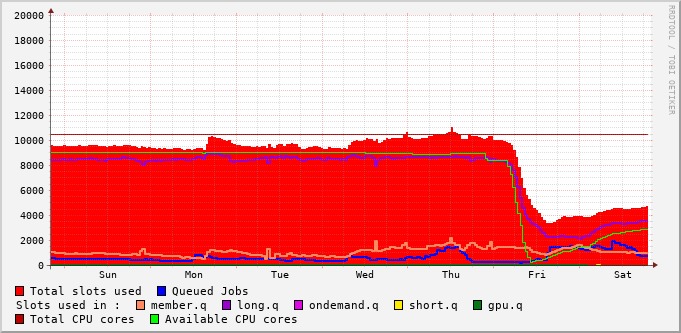 20000
18000
16000
14000
12000
10000
8000
6000
4000
2000
0
Sun Mon Tue Wed Thu Fri Sat
RRDTOOL / TOBI OETIKER
Total slots used Queued Jobs
Slots used in : member.q long.q ondemand.q short.q gpu.q
Total CPU cores Available CPU cores